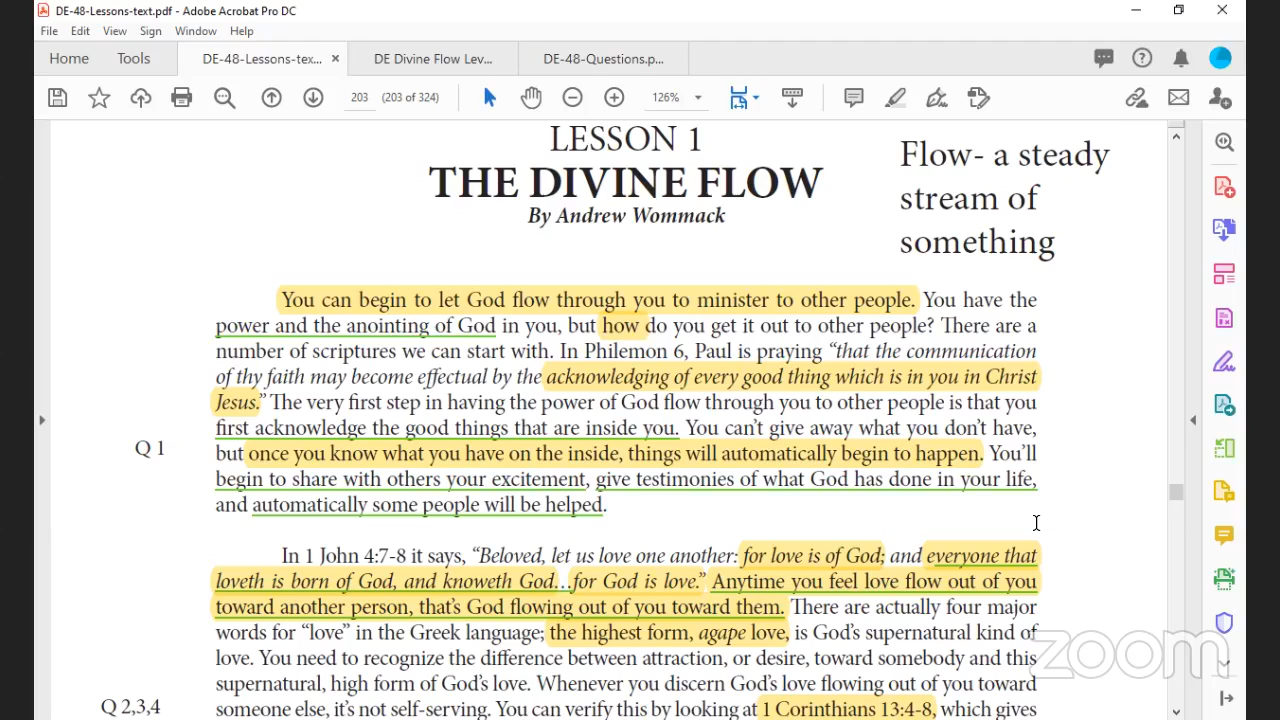 DE-48-Lessons-text.pdf - Adobe Acrobat Pro DC
File Edit View Sign Window Help
Home Tools DE-48-Lessons-tex... × DE Divine Flow Lev... DE-48-Questions.p...
203 (203 of 324) 126%
LESSON 1
THE DIVINE FLOW
By Andrew Wommack
Flow- a steady
stream of
something
You can begin to let God flow through you to minister to other people. You have the
power and the anointing of God in you, but how do you get it out to other people? There are a
number of scriptures we can start with. In Philemon 6, Paul is praying “that the communication
of thy faith may become effectual by the acknowledging of every good thing which is in you in Christ
Jesus.” The very first step in having the power of God flow through you to other people is that you
first acknowledge the good things that are inside you. You can’t give away what you don’t have,
Q 1
but once you know what you have on the inside, things will automatically begin to happen. You’ll
begin to share with others your excitement, give testimonies of what God has done in your life,
and automatically some people will be helped.
In 1 John 4:7-8 it says, “Beloved, let us love one another: for love is of God; and everyone that
loveth is born of God, and knoweth God…for God is love.” Anytime you feel love flow out of you
toward another person, that’s God flowing out of you toward them. There are actually four major
words for “love” in the Greek language; the highest form, agape love, is God’s supernatural kind of
love. You need to recognize the difference between attraction, or desire, toward somebody and this
supernatural, high form of God’s love. Whenever you discern God’s love flowing out of you toward
Q 2,3,4
someone else, it’s not self-serving. You can verify this by looking at 1 Corinthians 13:4-8, which gives
zoom